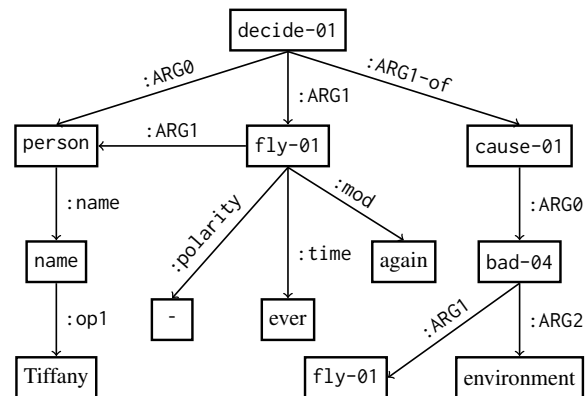 decide-01
:ARG0 :ARG1 :ARG1-of
person :ARG1 fly-01 cause-01
:name :polarity :time :mod :ARG0
name again bad-04
:op1 - ever :ARG1 :ARG2
Tiffany fly-01 environment